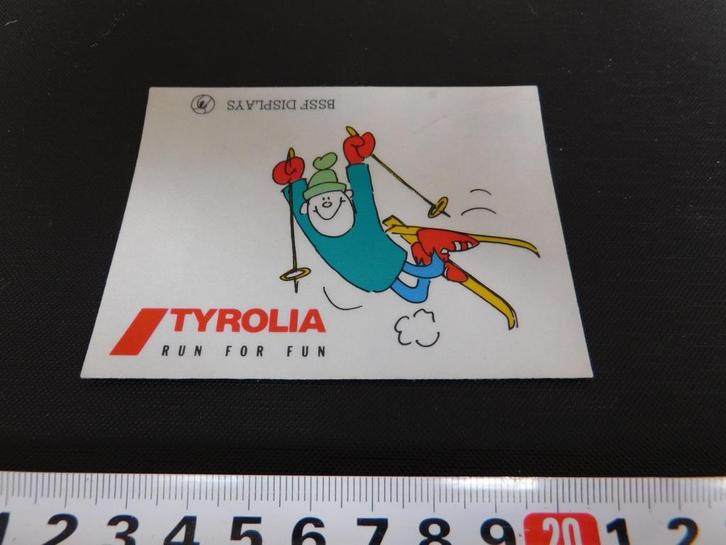 BSSF DISPLAYS
TYROLIA
RUN FOR FUN
1 2 3 4 5 6 7 8 9 20 1 2